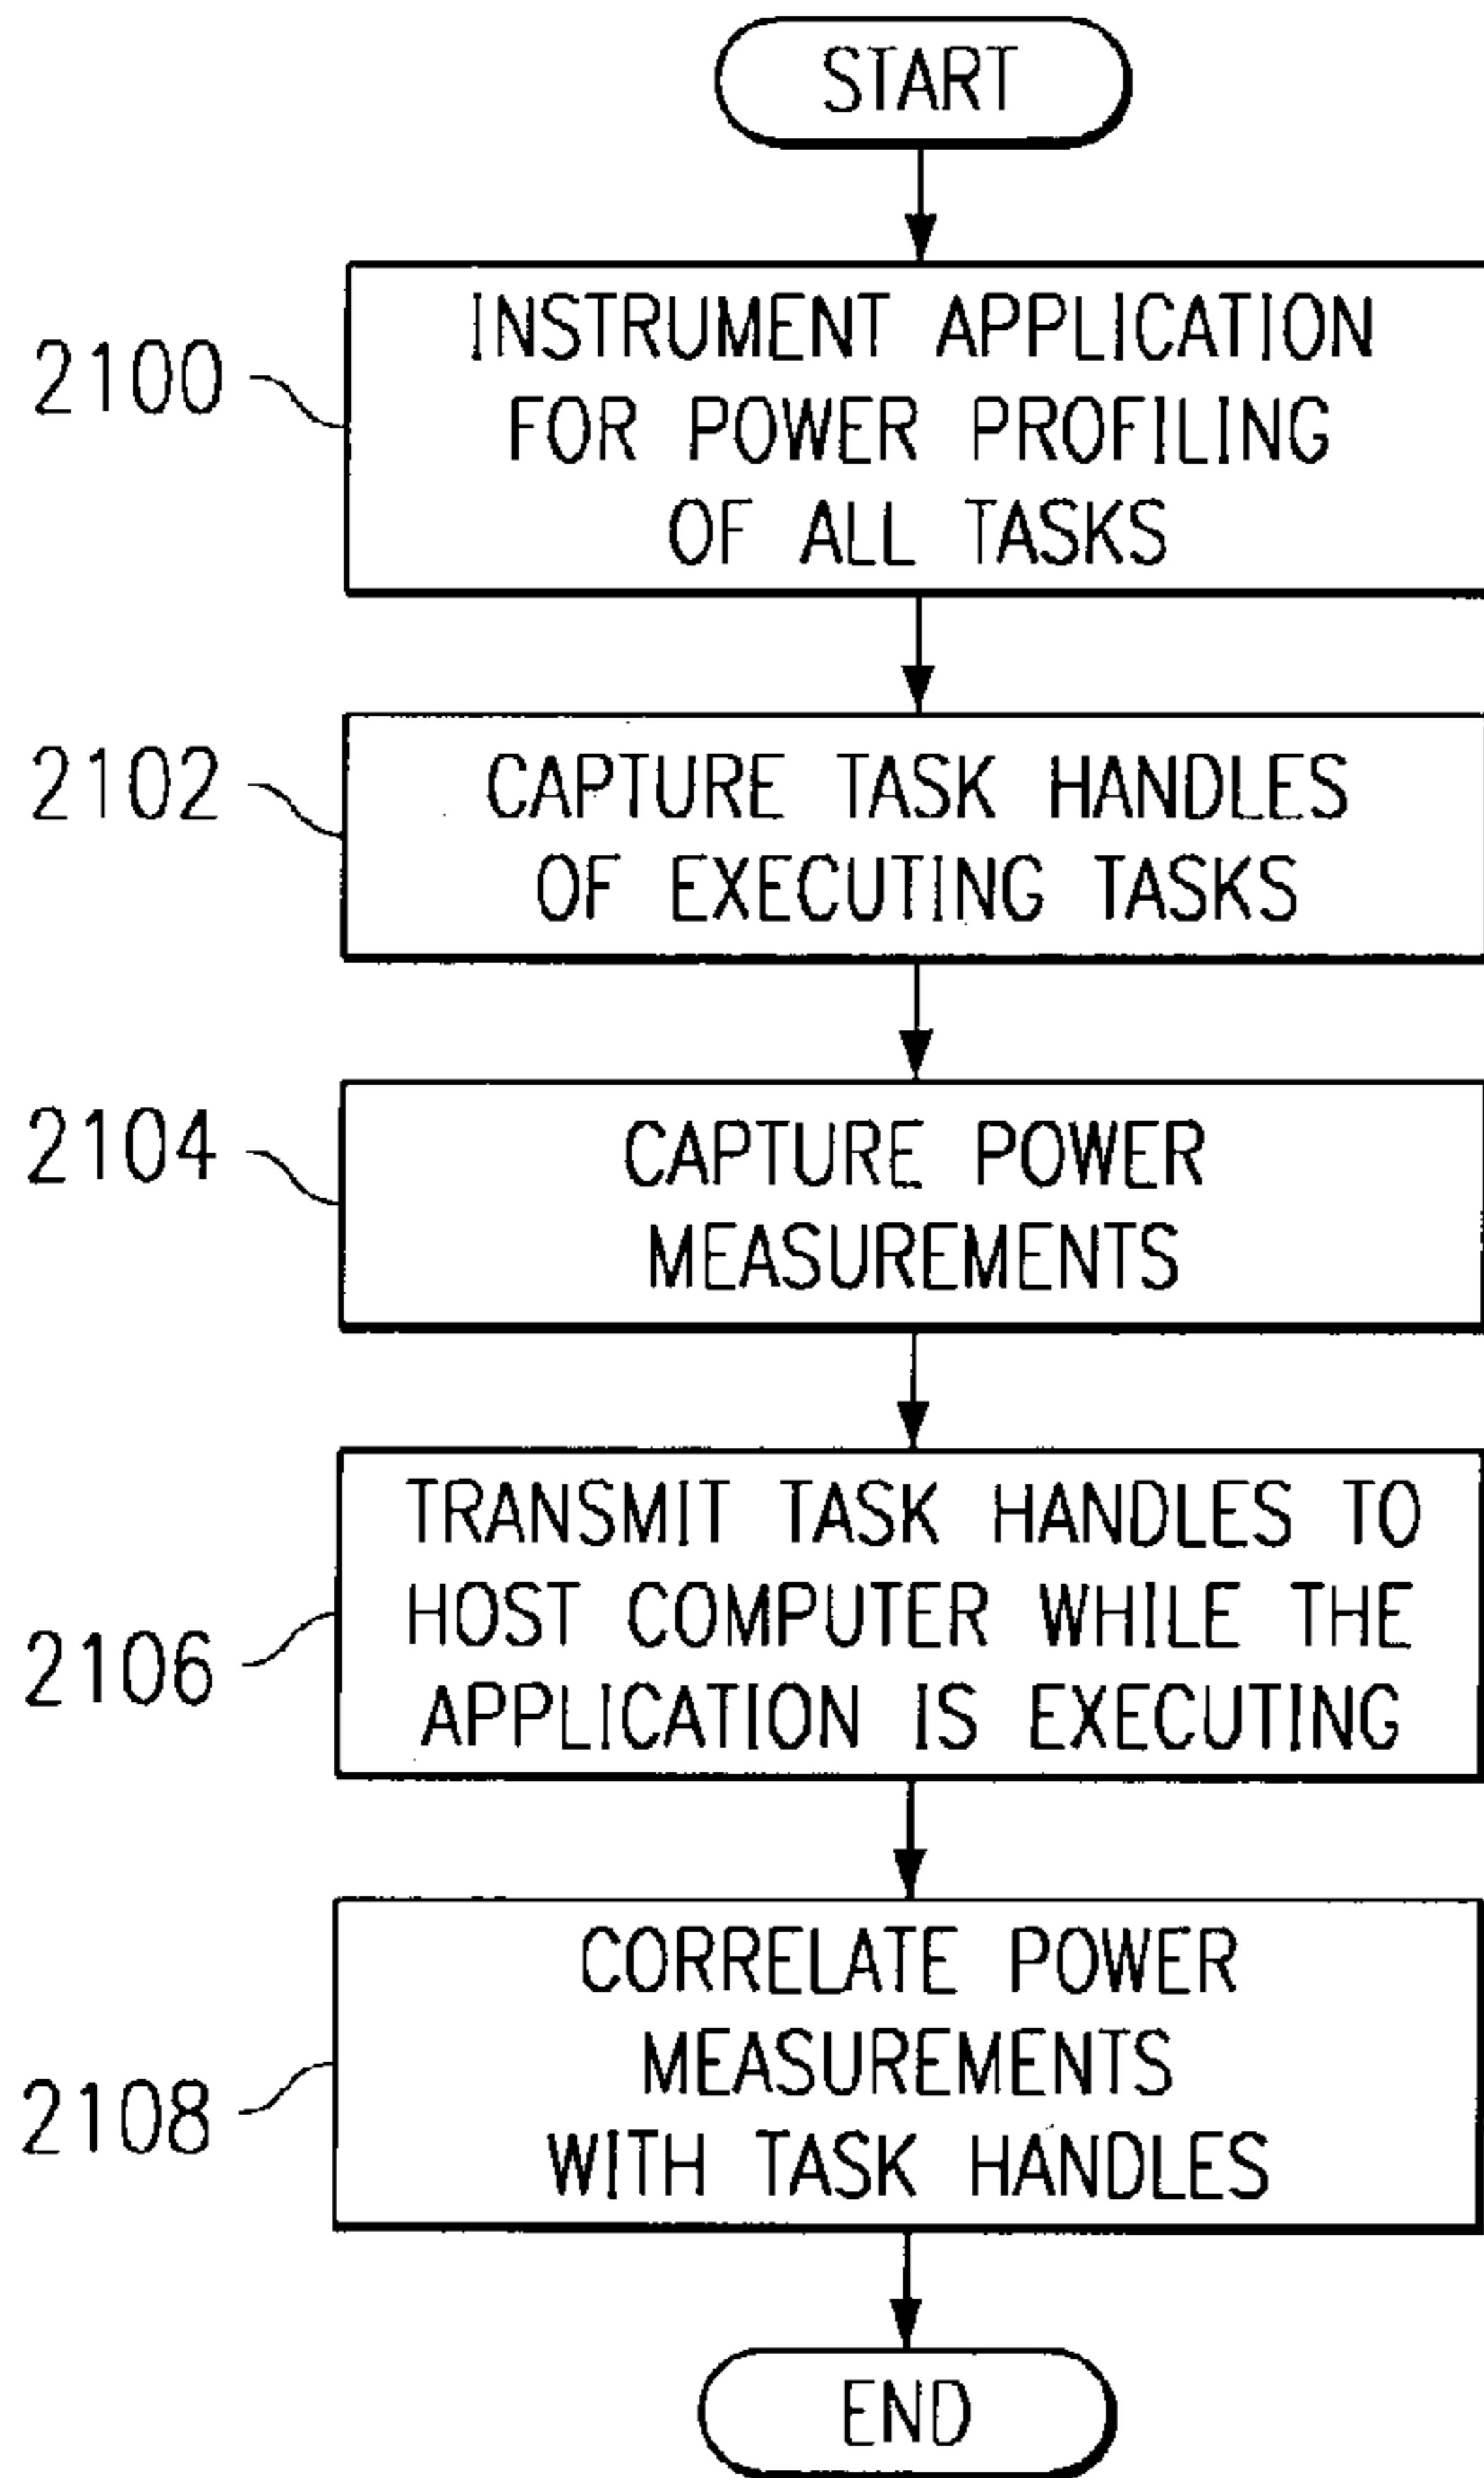 START
2100
INSTRUMENT APPLICATION
FOR POWER PROFILING
OF ALL TASKS
2102
CAPTURE TASK HANDLES
OF EXECUTING TASKS
2104
CAPTURE POWER
MEASUREMENTS
2106
TRANSMIT TASK HANDLES TO
HOST COMPUTER WHILE THE
APPLICATION IS EXECUTING
2108
CORRELATE POWER
MEASUREMENTS
WITH TASK HANDLES
END